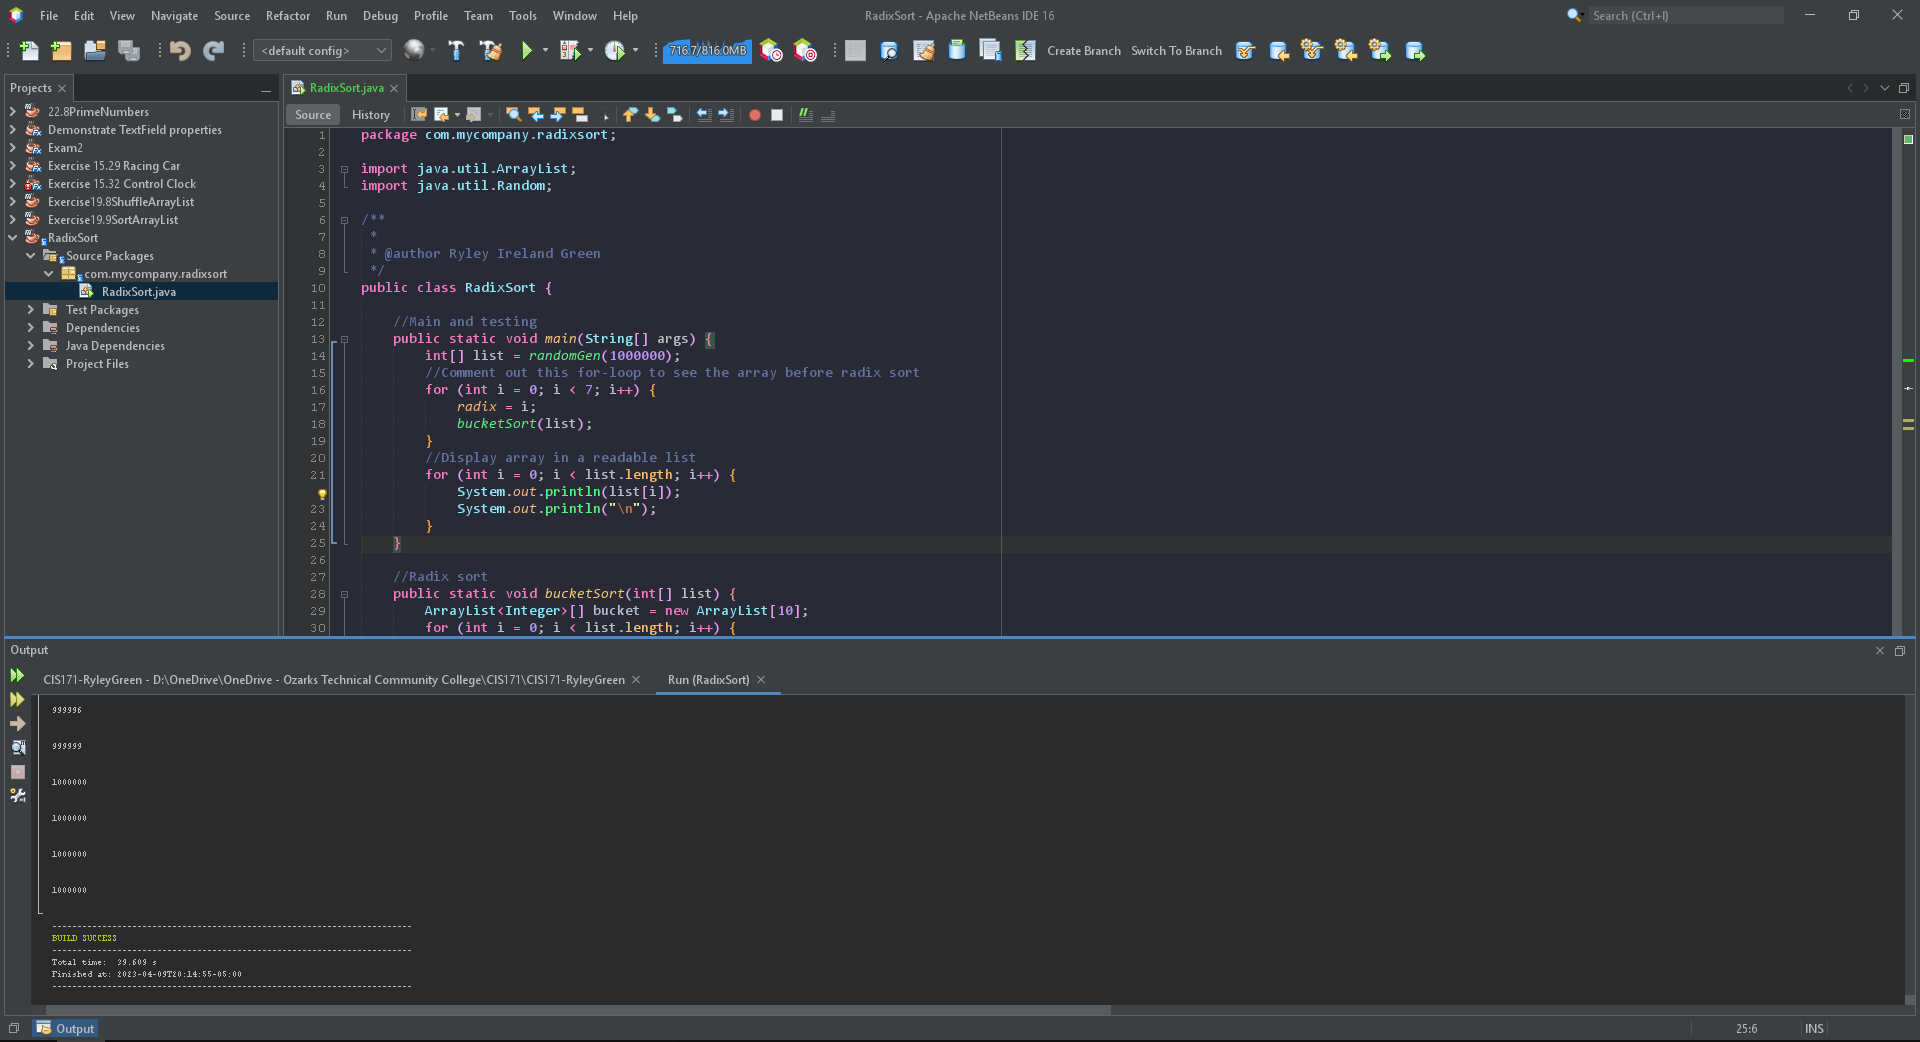 File Edit View Navigate Source Refactor Run Debug Profile Team Tools Window Help
RadixSort - Apache NetBeans IDE 16
Search (Ctrl+I)
<default config>
716.7/816.0MB
Create Branch Switch To Branch
Projects
22.8PrimeNumbers
Demonstrate TextField properties
Exam2
Exercise 15.29 Racing Car
Exercise 15.32 Control Clock
Exercise19.8ShuffleArrayList
Exercise19.9SortArrayList
RadixSort
Source Packages
com.mycompany.radixsort
RadixSort.java
Test Packages
Dependencies
Java Dependencies
Project Files
RadixSort.java
Source History
1 package com.mycompany.radixsort;
2
3 import java.util.ArrayList;
4 import java.util.Random;
5
6 /**
7 *
8 * @author Ryley Ireland Green
9 */
10 public class RadixSort {
11
12 //Main and testing
13 public static void main(String[] args) {
14 int[] list = randomGen(1000000);
15 //Comment out this for-loop to see the array before radix sort
16 for (int i = 0; i < 7; i++) {
17 radix = i;
18 bucketSort(list);
19 }
20 //Display array in a readable list
21 for (int i = 0; i < list.length; i++) {
System.out.println(list[i]);
23 System.out.println("\n");
24 }
25 }
26
27 //Radix sort
28 public static void bucketSort(int[] list) {
29 ArrayList<Integer>[] bucket = new ArrayList[10];
30 for (int i = 0; i < list.length; i++) {
Output
CIS171-RyleyGreen - D:\OneDrive\OneDrive - Ozarks Technical Community College\CIS171\CIS171-RyleyGreen
Run (RadixSort)
999996
999999
1000000
1000000
1000000
1000000
------------------------------------------------------------------------
BUILD SUCCESS
------------------------------------------------------------------------
Total time:  39.609 s
Finished at: 2023-04-09T20:14:55-05:00
------------------------------------------------------------------------
Output
25:6
INS